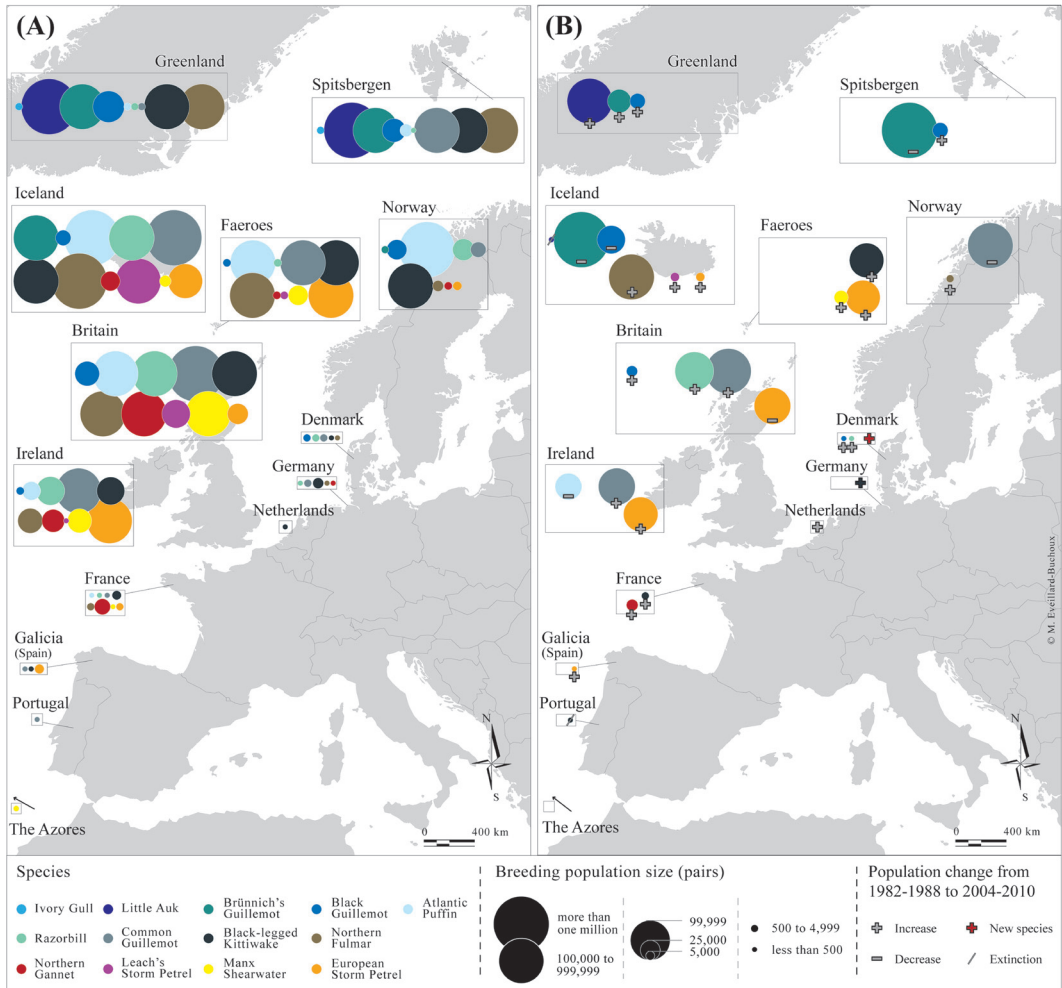 (A)
Greenland
Spitsbergen
Iceland
Faeroes
Norway
Britain
Denmark
Ireland
Germany
Netherlands
France
Galicia
(Spain)
Portugal
The Azores
N
S
0 400 km
(B)
Greenland
Spitsbergen
Iceland
Faeroes
Norway
Britain
Denmark
Ireland
Germany
Netherlands
France
Galicia
(Spain)
Portugal
The Azores
N
S
0 400 km
© M. Eveillard-Buchoux
Species
Ivory Gull
Little Auk
Brünnich's
Guillemot
Black
Guillemot
Atlantic
Puffin
Razorbill
Common
Guillemot
Black-legged
Kittiwake
Northern
Fulmar
Northern
Gannet
Leach's
Storm Petrel
Manx
Shearwater
European
Storm Petrel
Breeding population size (pairs)
more than
one million
100,000 to
999,999
99,999
25,000
5,000
500 to 4,999
less than 500
Population change from
1982-1988 to 2004-2010
Increase
New species
Decrease
Extinction